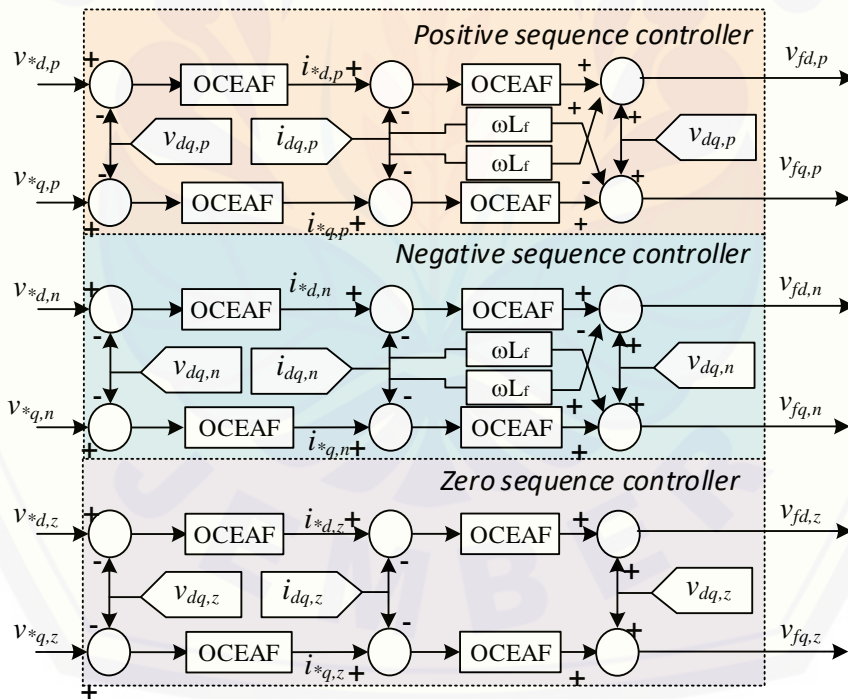 Positive sequence controller
v*d,p + OCEAF i*d,p + OCEAF + vfd,p
- - + ωLf +
vdq,p idq,p vdq,p
- - ωLf - +
v*q,p OCEAF OCEAF vfq,p
+ i*q,p + +
Negative sequence controller
v*d,n + OCEAF i*d,n + OCEAF + vfd,n
- - ωLf - +
vdq,n idq,n vdq,n
- - ωLf + +
v*q,n OCEAF OCEAF vfq,n
+ i*q,n + +
Zero sequence controller
v*d,z + OCEAF i*d,z + OCEAF + vfd,z
- - +
vdq,z idq,z vdq,z
- - +
v*q,z OCEAF OCEAF vfq,z
+ i*q,z + +
JEMBER